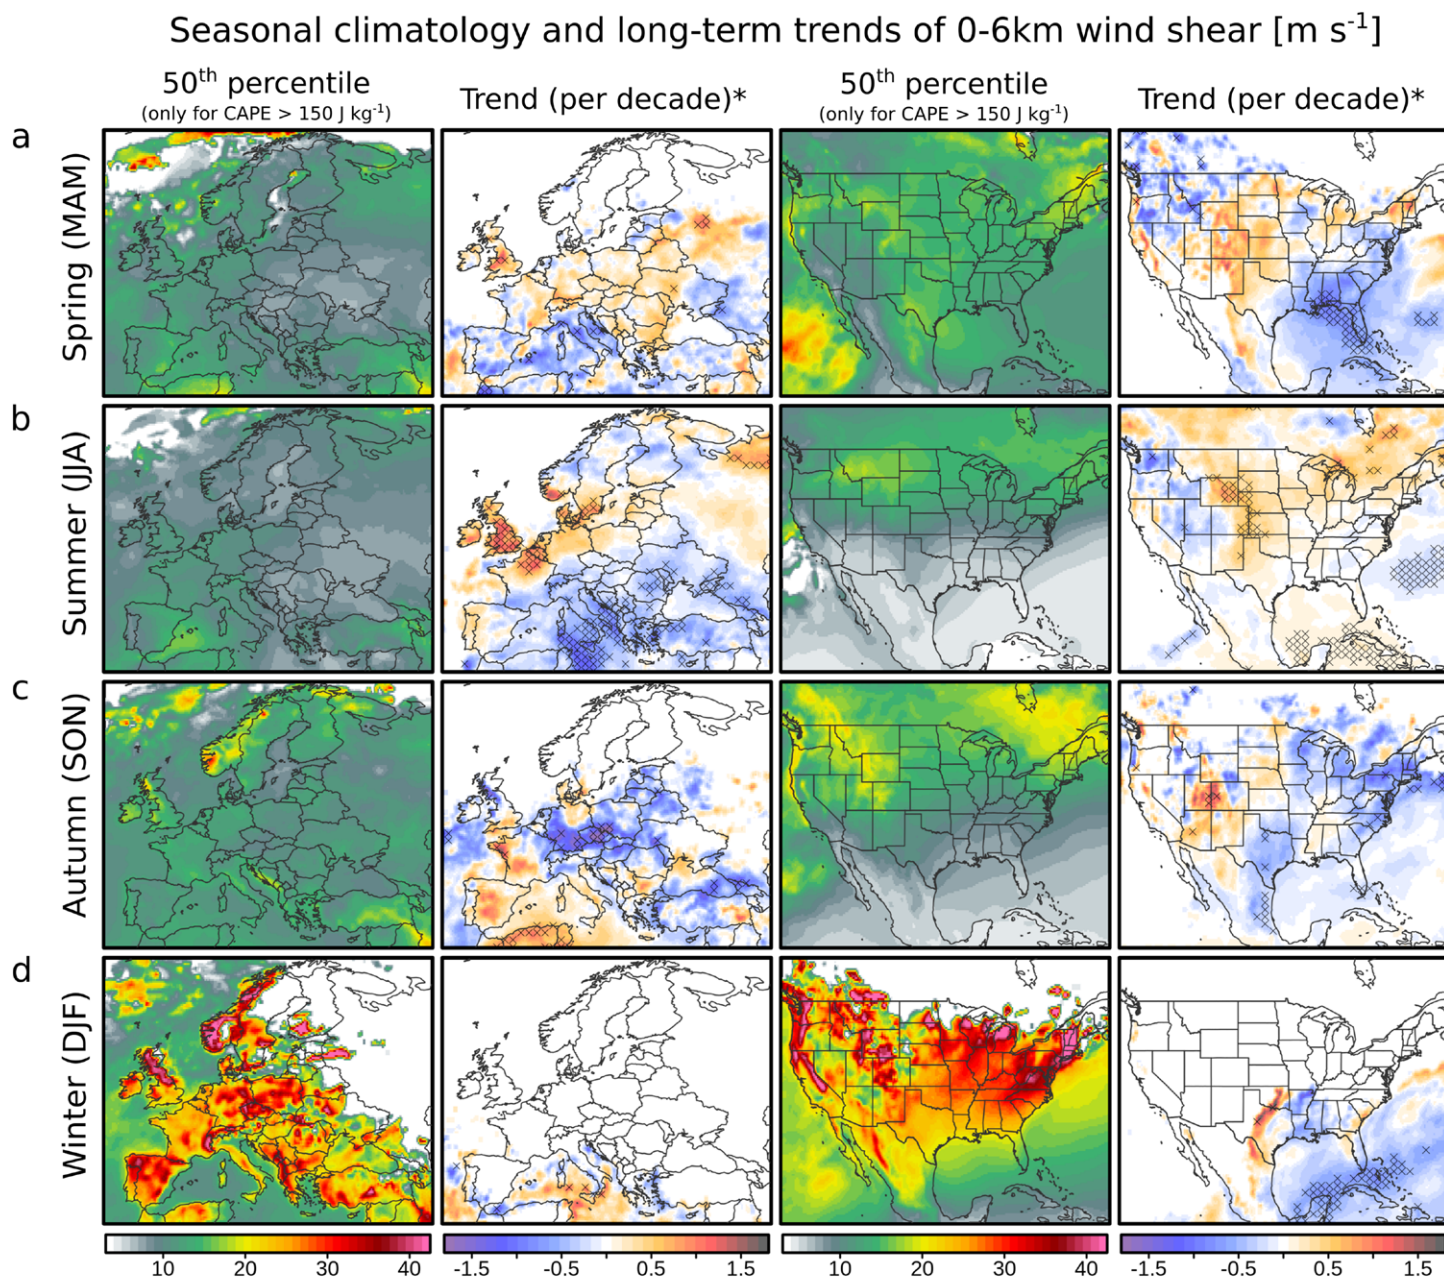 Seasonal climatology and long-term trends of 0-6km wind shear [m s⁻¹]
50ᵗʰ percentile
(only for CAPE > 150 J kg⁻¹)
Trend (per decade)*
50ᵗʰ percentile
(only for CAPE > 150 J kg⁻¹)
Trend (per decade)*
a
Spring (MAM)
b
Summer (JJA)
c
Autumn (SON)
d
Winter (DJF)
10 20 30 40
-1.5 -0.5 0.5 1.5
10 20 30 40
-1.5 -0.5 0.5 1.5